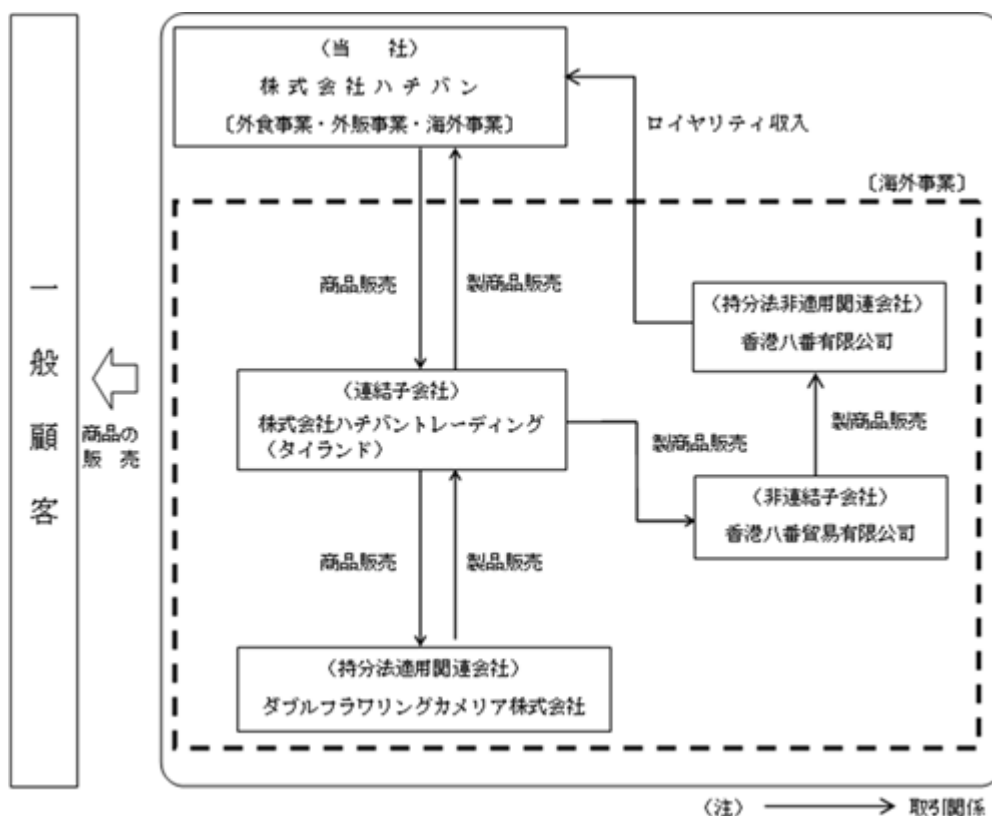 〈当　　社〉
株式会社ハチバン
〔外食事業・外販事業・海外事業〕
ロイヤリティ収入
〔海外事業〕
商品販売
製商品販売
〈持分法非適用関連会社〉
香港八番有限公司
一般顧客
商品の
販　売
〈連結子会社〉
株式会社ハチバントレーディング
〈タイランド〉
製商品販売
製商品販売
〈非連結子会社〉
香港八番貿易有限公司
商品販売
製品販売
〈持分法適用関連会社〉
ダブルフラワリングカメリア株式会社
〈注〉
取引関係